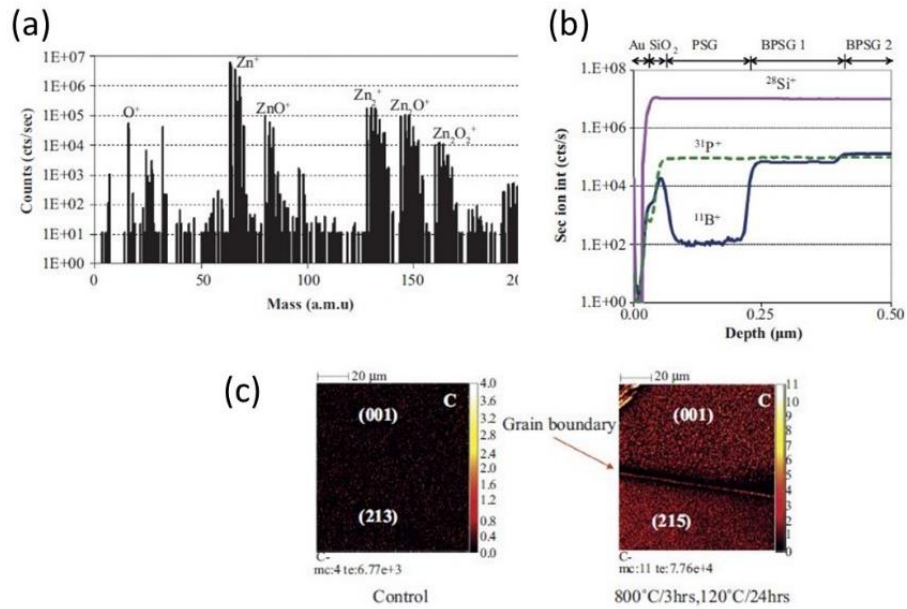 (a)
1E+07
1E+06
1E+05
1E+04
1E+03
1E+02
1E+01
1E+00
Counts (cts/sec)
O⁺
Zn⁺
ZnO⁺
Zn₂⁺
Zn₂O⁺
Zn₂O₂⁺
0 50 100 150 20
Mass (a.m.u)
(b)
Au SiO₂ PSG BPSG 1 BPSG 2
1.E+08
1.E+06
1.E+04
1.E+02
1.E+00
Sec ion int (cts/s)
²⁸Si⁺
³¹P⁺
¹¹B⁺
0.00 0.25 0.50
Depth (μm)
(c)
20 μm
C
(001)
(213)
4.0
3.6
3.2
2.8
2.4
2.0
1.6
1.2
0.8
0.4
0.0
C-
mc:4 te:6.77e+3
Control
Grain boundary
20 μm
C
(001)
(215)
11
10
9
8
7
6
5
4
3
2
1
0
C-
mc:11 te:7.76e+4
800˚C/3hrs,120˚C/24hrs